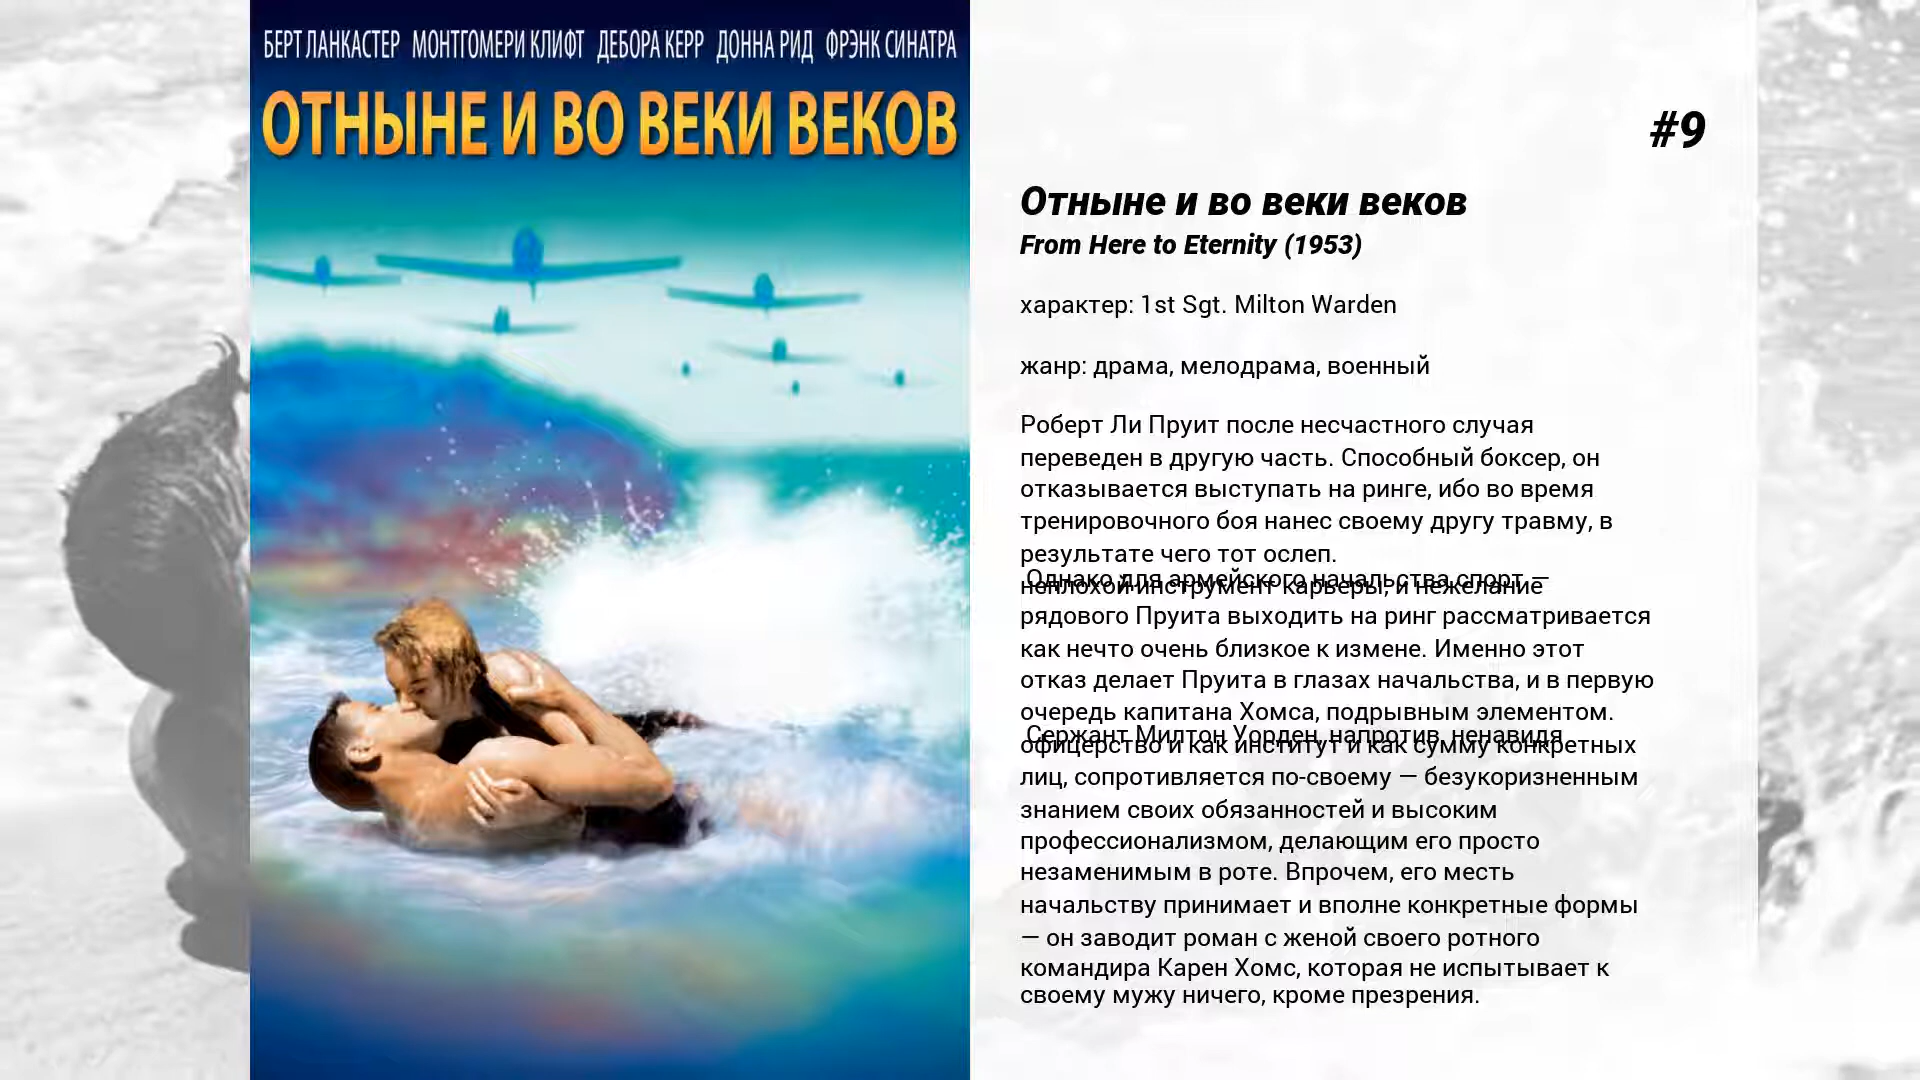 БЕРТ ЛАНКАСТЕР МОНТГОМЕРИ КЛИФТ ДЕБОРА КЕРР ДОННА РИД ФРЭНК СИНАТРА
ОТНЫНЕ И ВО ВЕКИ ВЕКОВ
#9
Отныне и во веки веков
From Here to Eternity (1953)
характер: 1st Sgt. Milton Warden
жанр: драма, мелодрама, военный
Роберт Ли Пруит после несчастного случая
переведен в другую часть. Способный боксер, он
отказывается выступать на ринге, ибо во время
тренировочного боя нанес своему другу травму, в
результате чего тот ослеп.
Однако для армейского начальства спорт —
неплохой инструмент карьеры, и нежелание
рядового Пруита выходить на ринг рассматривается
как нечто очень близкое к измене. Именно этот
отказ делает Пруита в глазах начальства, и в первую
очередь капитана Хомса, подрывным элементом.
Сержант Милтон Уорден, напротив, ненавидя
офицерство и как институт и как сумму конкретных
лиц, сопротивляется по-своему — безукоризненным
знанием своих обязанностей и высоким
профессионализмом, делающим его просто
незаменимым в роте. Впрочем, его месть
начальству принимает и вполне конкретные формы
— он заводит роман с женой своего ротного
командира Карен Хомс, которая не испытывает к
своему мужу ничего, кроме презрения.